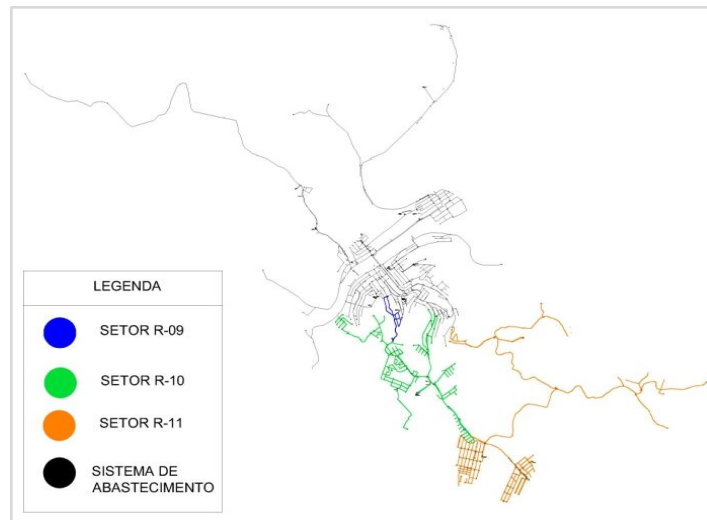 LEGENDA
SETOR R-09
SETOR R-10
SETOR R-11
SISTEMA DE
ABASTECIMENTO